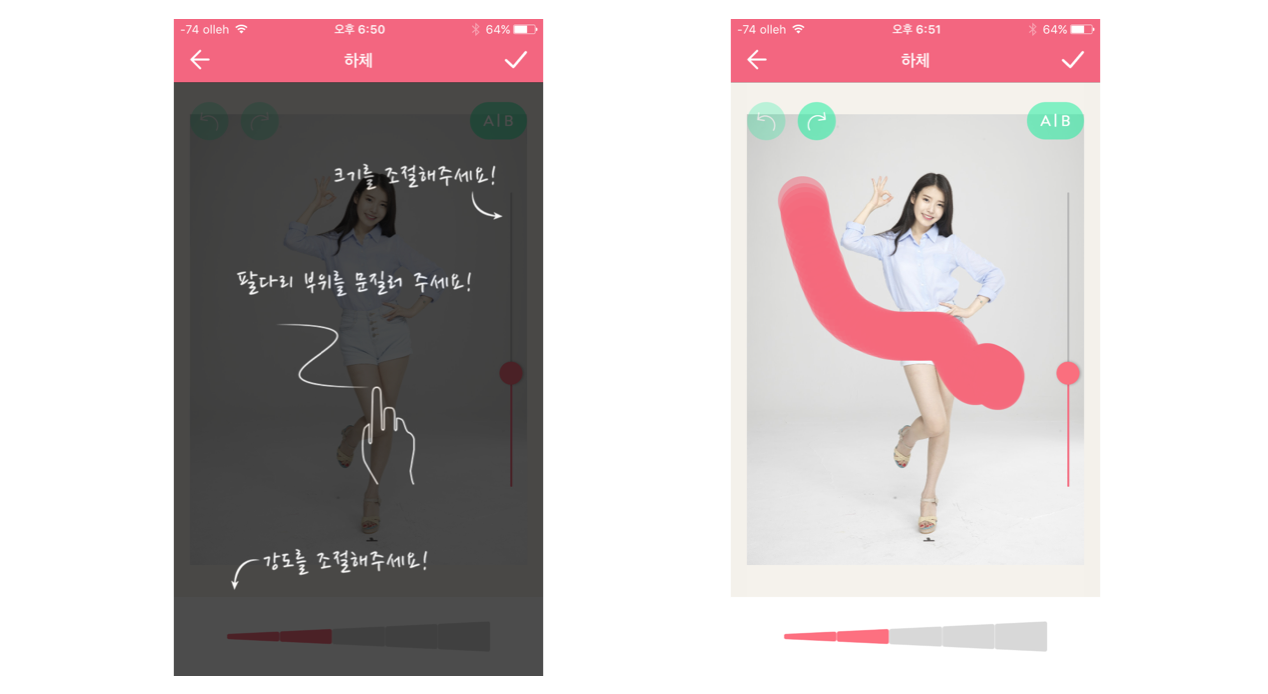 -74 olleh 오후 6:50 64%
하체
A|B
크기를 조절해주세요!
팔다리 부위를 문질러 주세요!
강도를 조절해주세요!
-74 olleh 오후 6:51 64%
하체
A|B